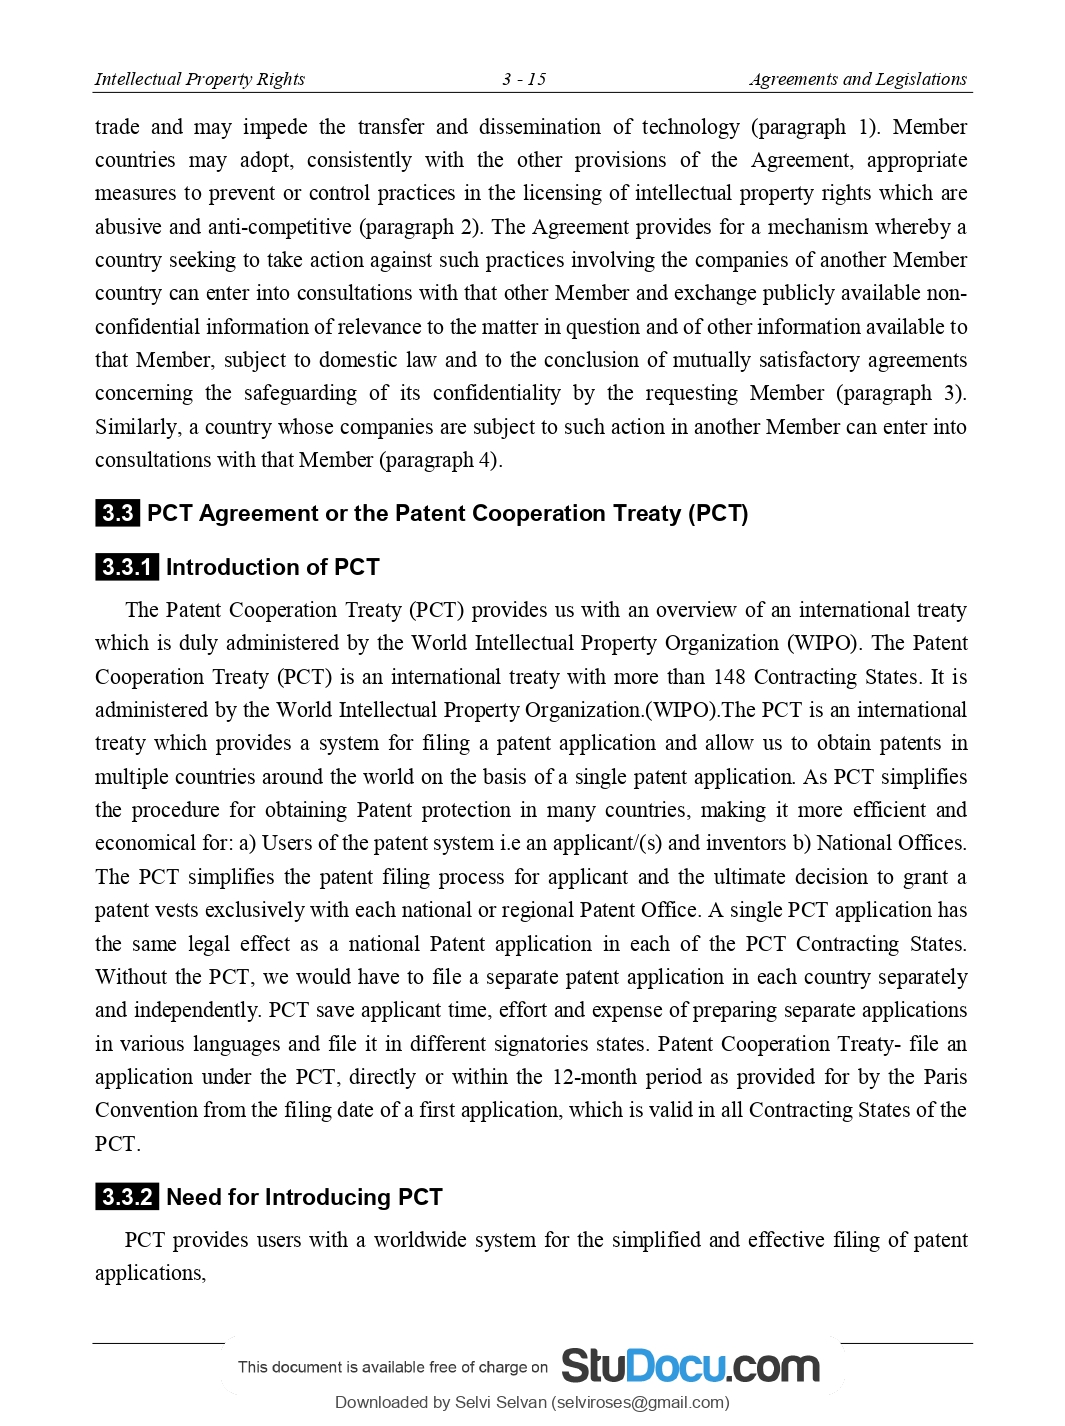 Intellectual Property Rights 3 - 15 Agreements and Legislations
trade and may impede the transfer and dissemination of technology (paragraph 1). Member
countries may adopt, consistently with the other provisions of the Agreement, appropriate
measures to prevent or control practices in the licensing of intellectual property rights which are
abusive and anti-competitive (paragraph 2). The Agreement provides for a mechanism whereby a
country seeking to take action against such practices involving the companies of another Member
country can enter into consultations with that other Member and exchange publicly available non-
confidential information of relevance to the matter in question and of other information available to
that Member, subject to domestic law and to the conclusion of mutually satisfactory agreements
concerning the safeguarding of its confidentiality by the requesting Member (paragraph 3).
Similarly, a country whose companies are subject to such action in another Member can enter into
consultations with that Member (paragraph 4).
3.3 PCT Agreement or the Patent Cooperation Treaty (PCT)
3.3.1 Introduction of PCT
The Patent Cooperation Treaty (PCT) provides us with an overview of an international treaty
which is duly administered by the World Intellectual Property Organization (WIPO). The Patent
Cooperation Treaty (PCT) is an international treaty with more than 148 Contracting States. It is
administered by the World Intellectual Property Organization.(WIPO).The PCT is an international
treaty which provides a system for filing a patent application and allow us to obtain patents in
multiple countries around the world on the basis of a single patent application. As PCT simplifies
the procedure for obtaining Patent protection in many countries, making it more efficient and
economical for: a) Users of the patent system i.e an applicant/(s) and inventors b) National Offices.
The PCT simplifies the patent filing process for applicant and the ultimate decision to grant a
patent vests exclusively with each national or regional Patent Office. A single PCT application has
the same legal effect as a national Patent application in each of the PCT Contracting States.
Without the PCT, we would have to file a separate patent application in each country separately
and independently. PCT save applicant time, effort and expense of preparing separate applications
in various languages and file it in different signatories states. Patent Cooperation Treaty- file an
application under the PCT, directly or within the 12-month period as provided for by the Paris
Convention from the filing date of a first application, which is valid in all Contracting States of the
PCT.
3.3.2 Need for Introducing PCT
PCT provides users with a worldwide system for the simplified and effective filing of patent
applications,
This document is available free of charge on StuDocu.com
Downloaded by Selvi Selvan (selviroses@gmail.com)